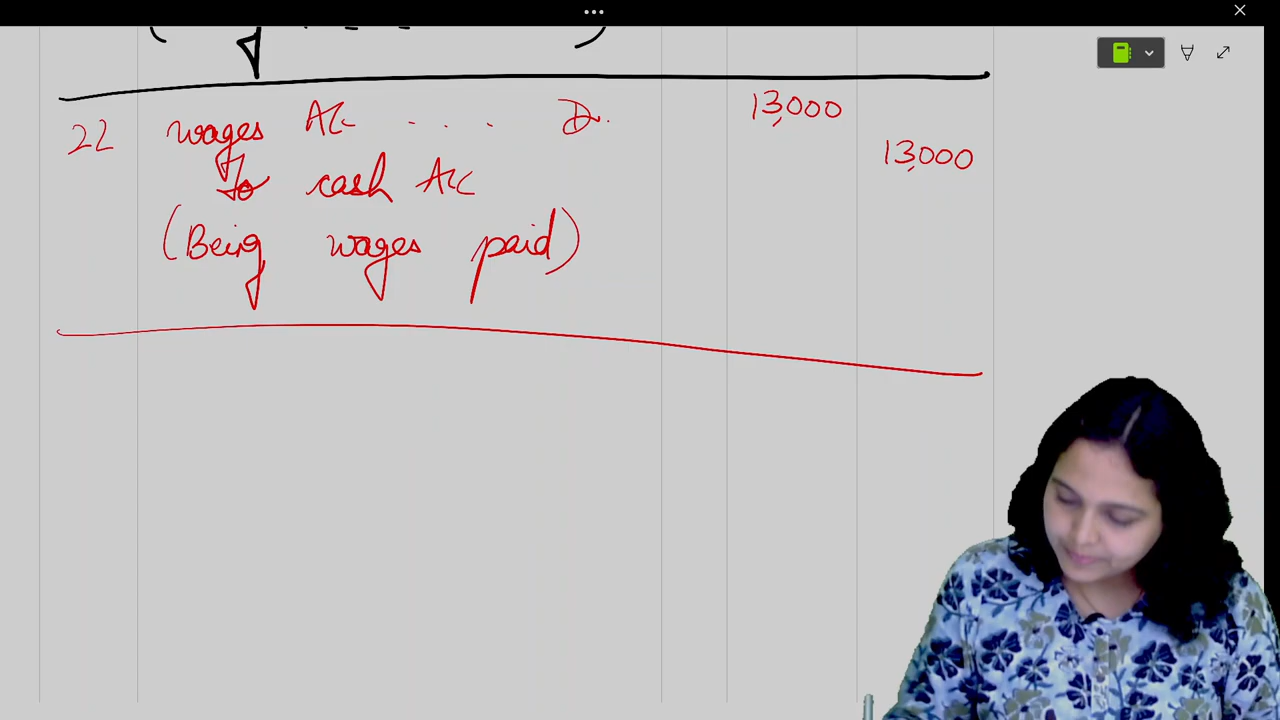 22 wages A/c . . . Dr. 13,000
To cash A/c 13,000
(Being wages paid)